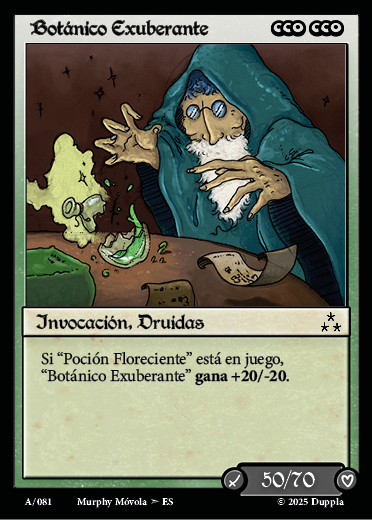 Botánico Exuberante
Invocación, Druidas
Si “Poción Floreciente” está en juego,
“Botánico Exuberante” gana +20/-20.
50/70
A/081 Murphy Móvola ➣ ES © 2025 Duppla